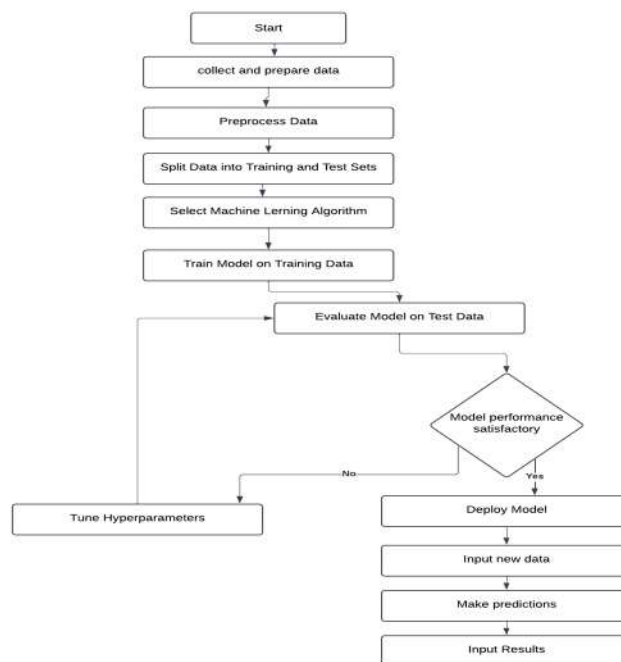 Start
collect and prepare data
Preprocess Data
Split Data into Training and Test Sets
Select Machine Lerning Algorithm
Train Model on Training Data
Evaluate Model on Test Data
Model performance
satisfactory
No
Yes
Tune Hyperparameters
Deploy Model
Input new data
Make predictions
Input Results